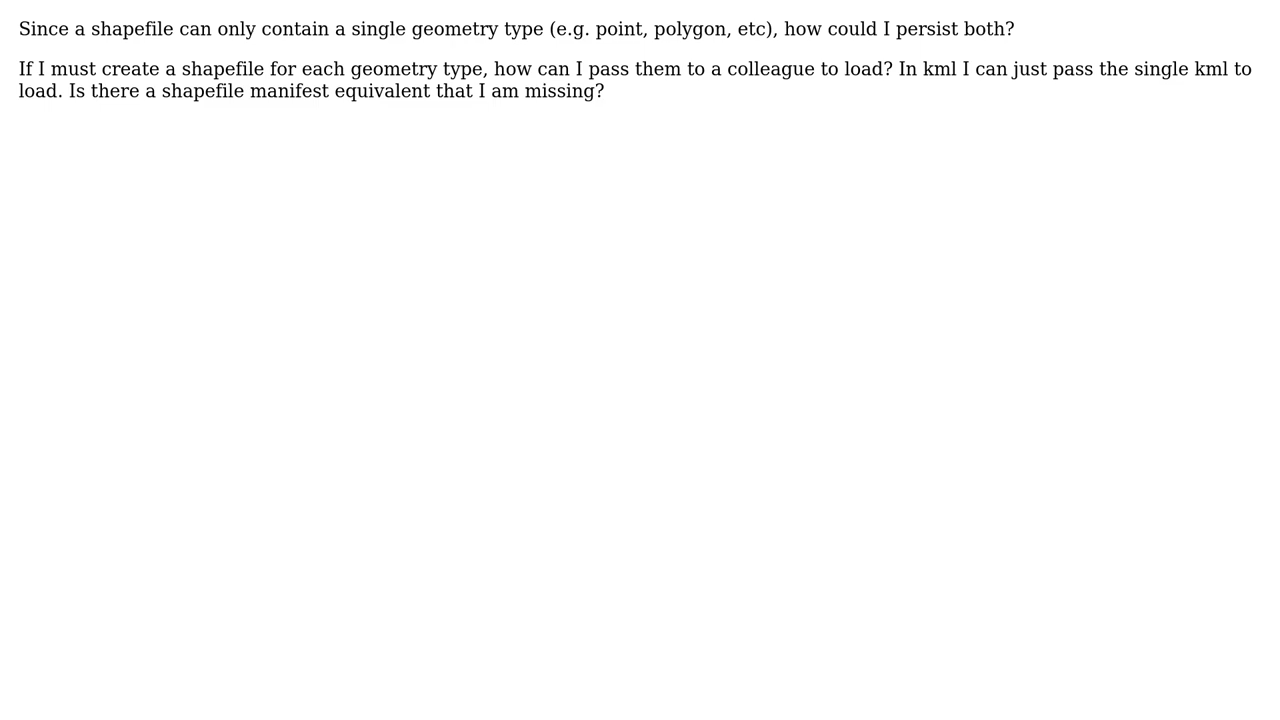 Since a shapefile can only contain a single geometry type (e.g. point, polygon, etc), how could I persist both?
If I must create a shapefile for each geometry type, how can I pass them to a colleague to load? In kml I can just pass the single kml to
load. Is there a shapefile manifest equivalent that I am missing?